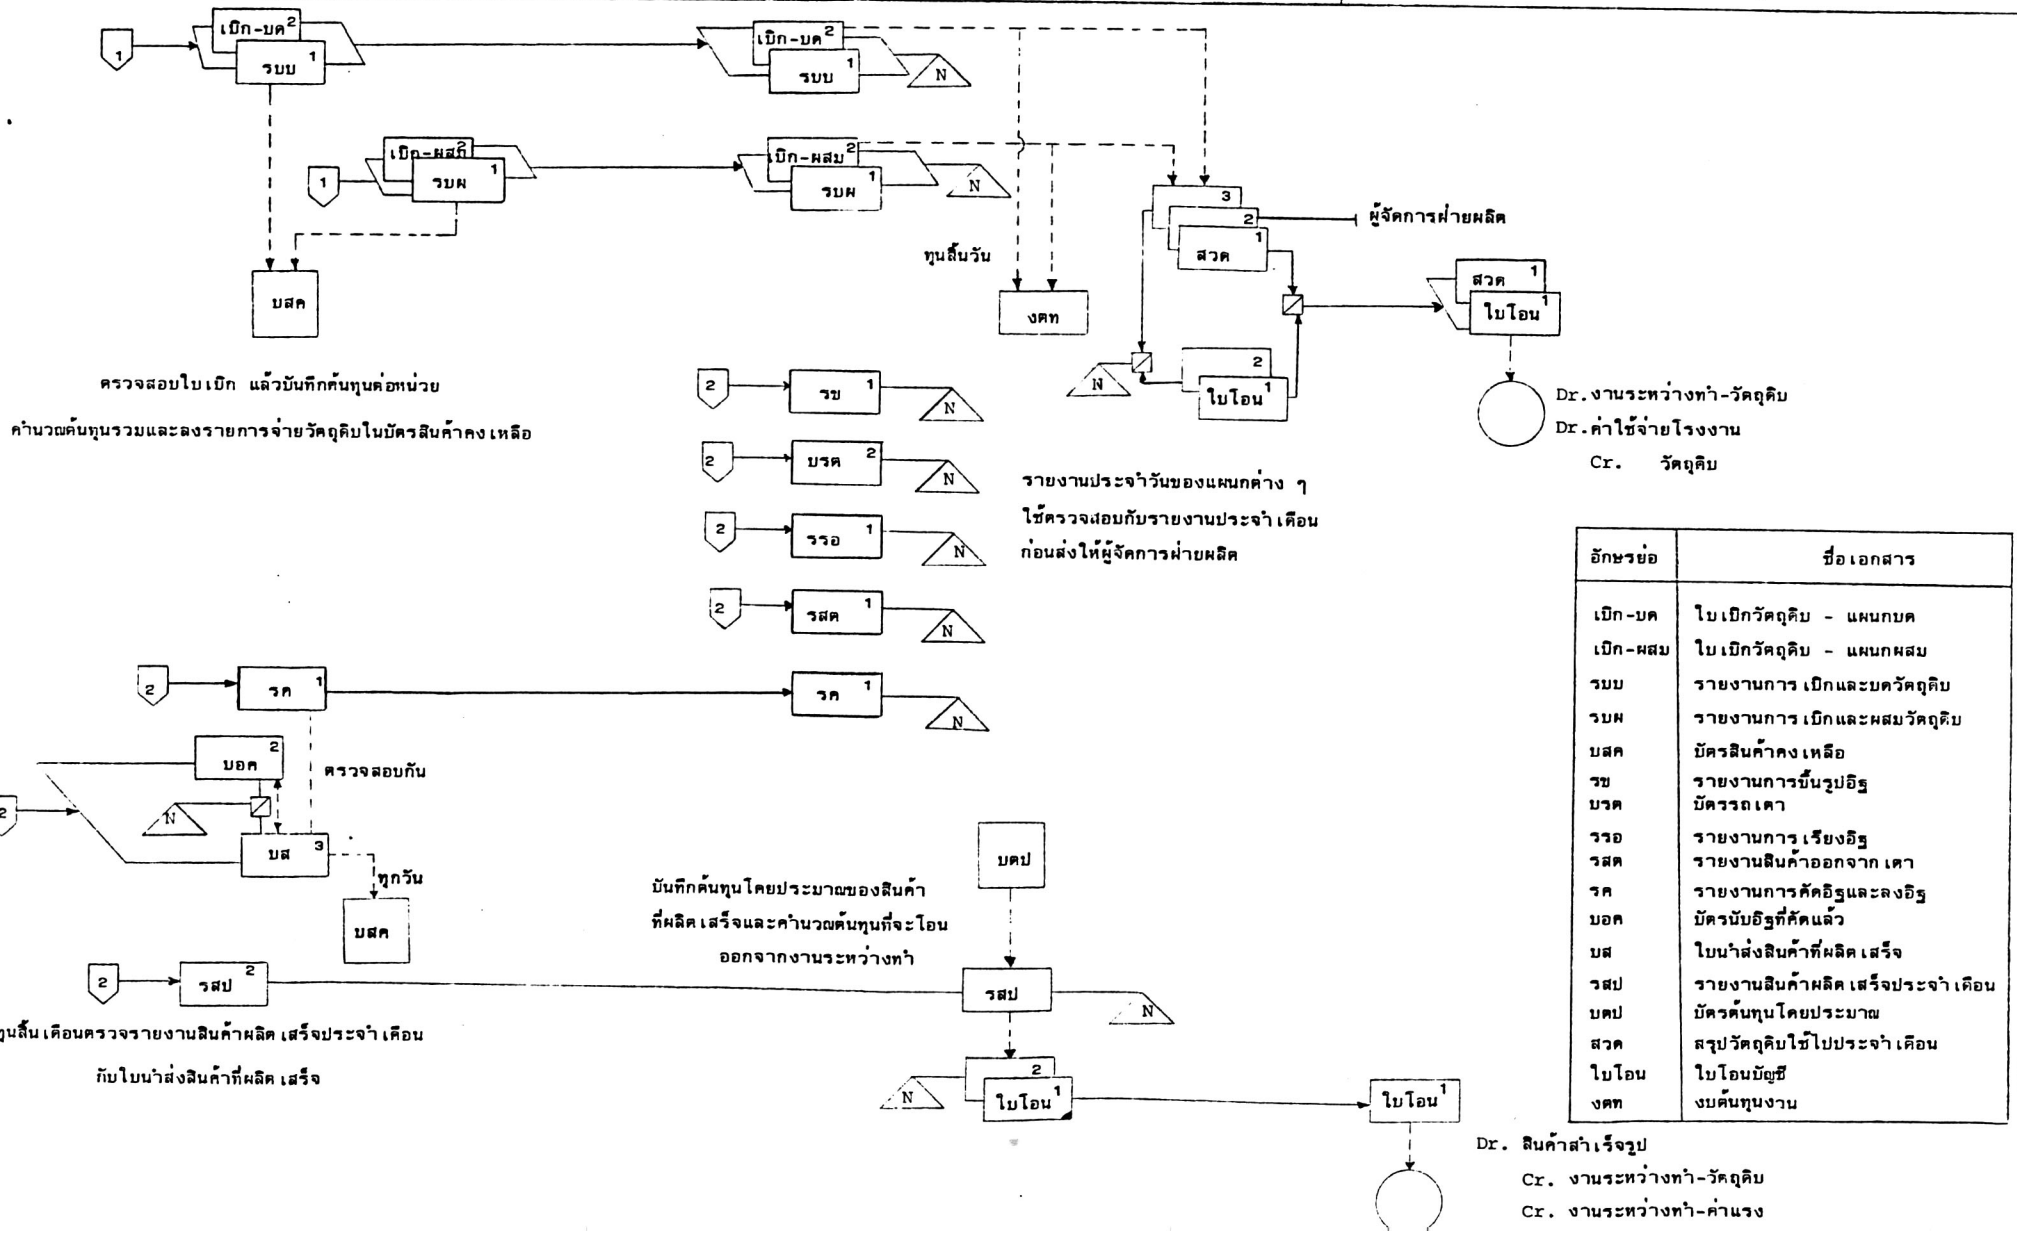 เบิก-บด 2
1 รบบ 1
เบิก-บด 2
รบบ 1
N
เบิก-ผสม 2
1 รบผ 1
เบิก-ผสม 2
รบผ 1
N
บสค
ทุนสิ้นวัน
งตท
3
2
สวด 1
ผู้จัดการฝ่ายผลิต
สวด 1
ใบโอน 1
N
2
ใบโอน 1
Dr.งานระหว่างทำ-วัตถุดิบ
Dr.ค่าใช้จ่ายโรงงาน
Cr. วัตถุดิบ
ตรวจสอบใบเบิก แล้วบันทึกต้นทุนต่อหน่วย
คำนวณต้นทุนรวมและลงรายการจ่ายวัตถุดิบในบัตรสินค้าคงเหลือ
2 รข 1 N
2 บรต 2 N
2 รรอ 1 N
2 รสต 1 N
รายงานประจำวันของแผนกต่าง ๆ
ใช้ตรวจสอบกับรายงานประจำเดือน
ก่อนส่งให้ผู้จัดการฝ่ายผลิต
2 รค 1
รค 1 N
บอค 2
ตรวจสอบกัน
2
N
บส 3
ทุกวัน
บสค
บตป
บันทึกต้นทุนโดยประมาณของสินค้า
ที่ผลิตเสร็จและคำนวณต้นทุนที่จะโอน
ออกจากงานระหว่างทำ
2 รสป 2
รสป N
ทุนสิ้นเดือนตรวจรายงานสินค้าผลิตเสร็จประจำเดือน
กับใบนำส่งสินค้าที่ผลิตเสร็จ
N
2
ใบโอน 1
ใบโอน 1
Dr. สินค้าสำเร็จรูป
Cr. งานระหว่างทำ-วัตถุดิบ
Cr. งานระหว่างทำ-ค่าแรง
อักษรย่อ ชื่อเอกสาร
เบิก-บด ใบเบิกวัตถุดิบ - แผนกบด
เบิก-ผสม ใบเบิกวัตถุดิบ - แผนกผสม
รบบ รายงานการเบิกและบดวัตถุดิบ
รบผ รายงานการเบิกและผสมวัตถุดิบ
บสค บัตรสินค้าคงเหลือ
รข รายงานการขึ้นรูปอิฐ
บรต บัตรรถเตา
รรอ รายงานการเรียงอิฐ
รสต รายงานสินค้าออกจากเตา
รค รายงานการคัดอิฐและลงอิฐ
บอค บัตรนับอิฐที่คัดแล้ว
บส ใบนำส่งสินค้าที่ผลิตเสร็จ
รสป รายงานสินค้าผลิตเสร็จประจำเดือน
บตป บัตรต้นทุนโดยประมาณ
สวด สรุปวัตถุดิบใช้ไปประจำเดือน
ใบโอน ใบโอนบัญชี
งตท งบต้นทุนงาน